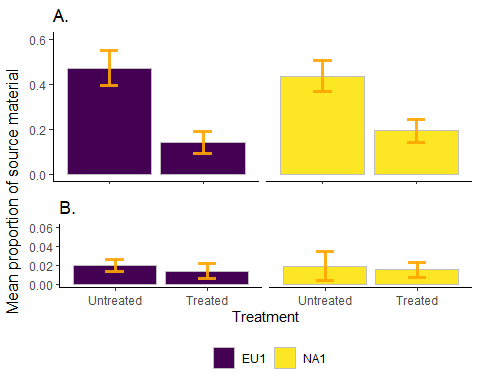 A.
Mean proportion of source material
0.6
0.4
0.2
0.0
B.
0.06
0.04
0.02
0.00
Untreated Treated Untreated Treated
Treatment
EU1 NA1